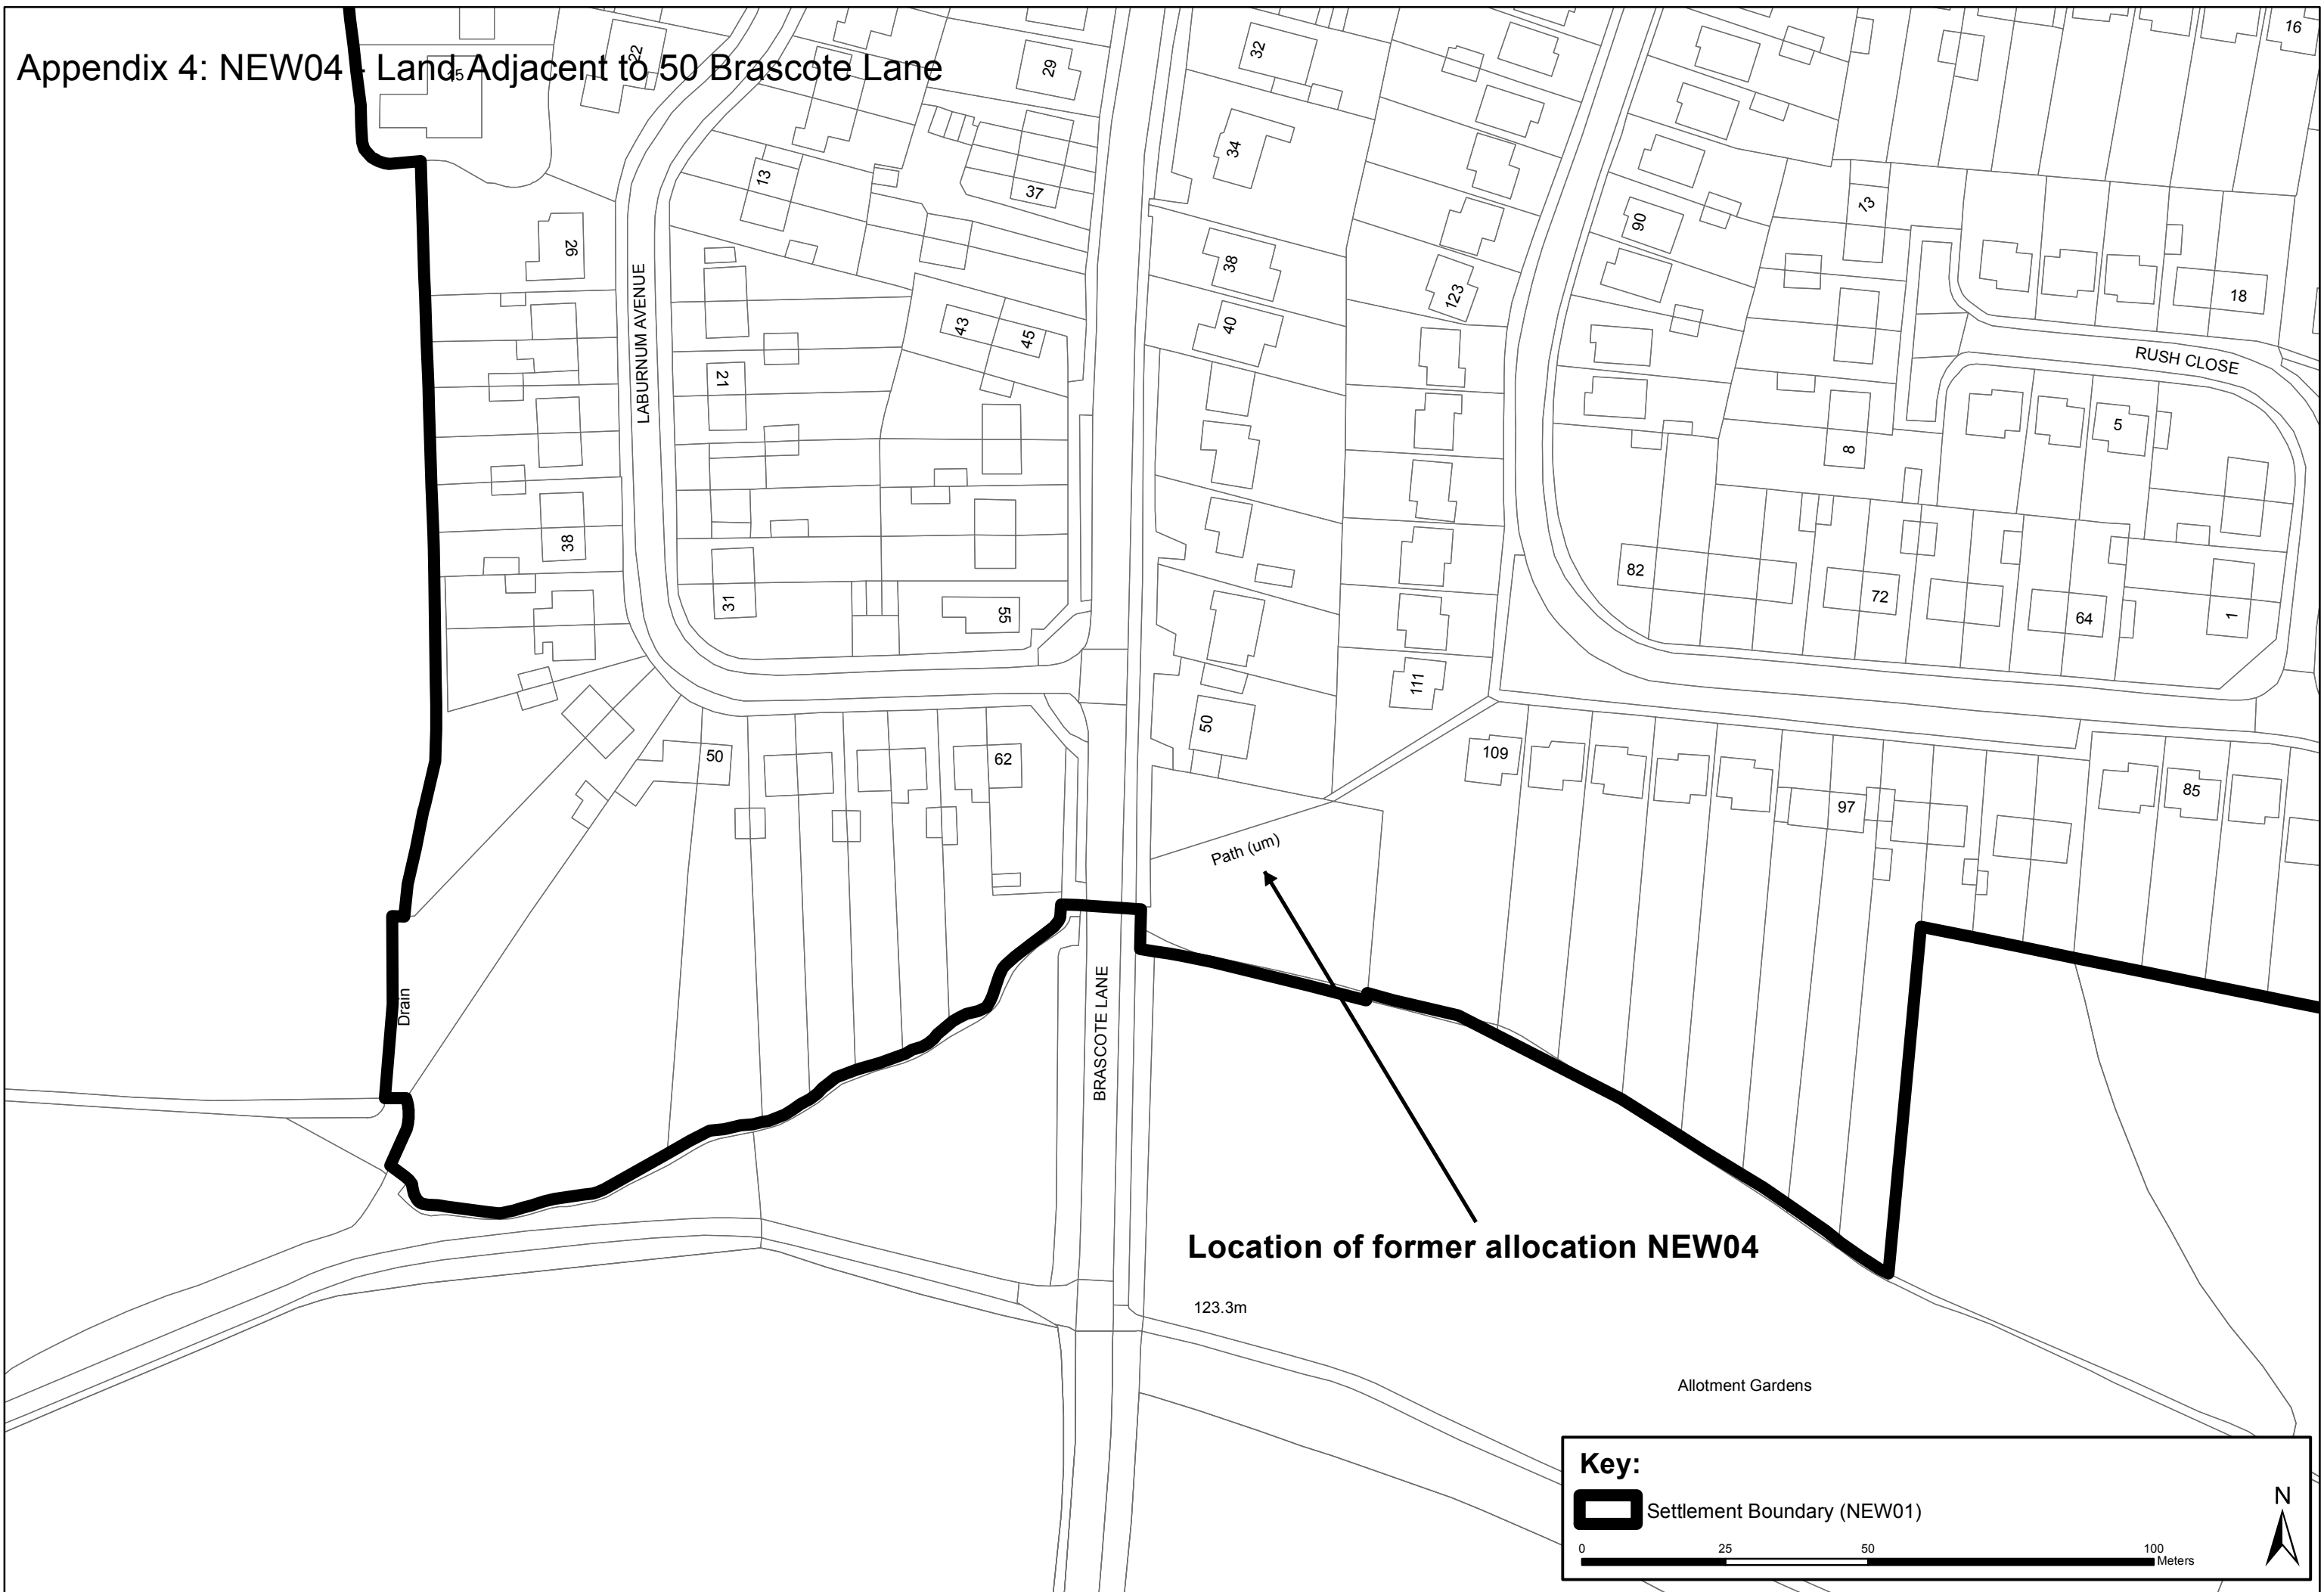 Appendix 4: NEW04 - Land Adjacent to 50 Brascote Lane
22
29
32
16
34
13
37
90
13
26
38
123
18
LABURNUM AVENUE
43
45
40
RUSH CLOSE
21
5
8
38
82
72
31
55
64
1
111
50
50
62
109
97
85
Path (um)
Drain
BRASCOTE LANE
Location of former allocation NEW04
123.3m
Allotment Gardens
Key:
Settlement Boundary (NEW01)
N
0 25 50 100
Meters